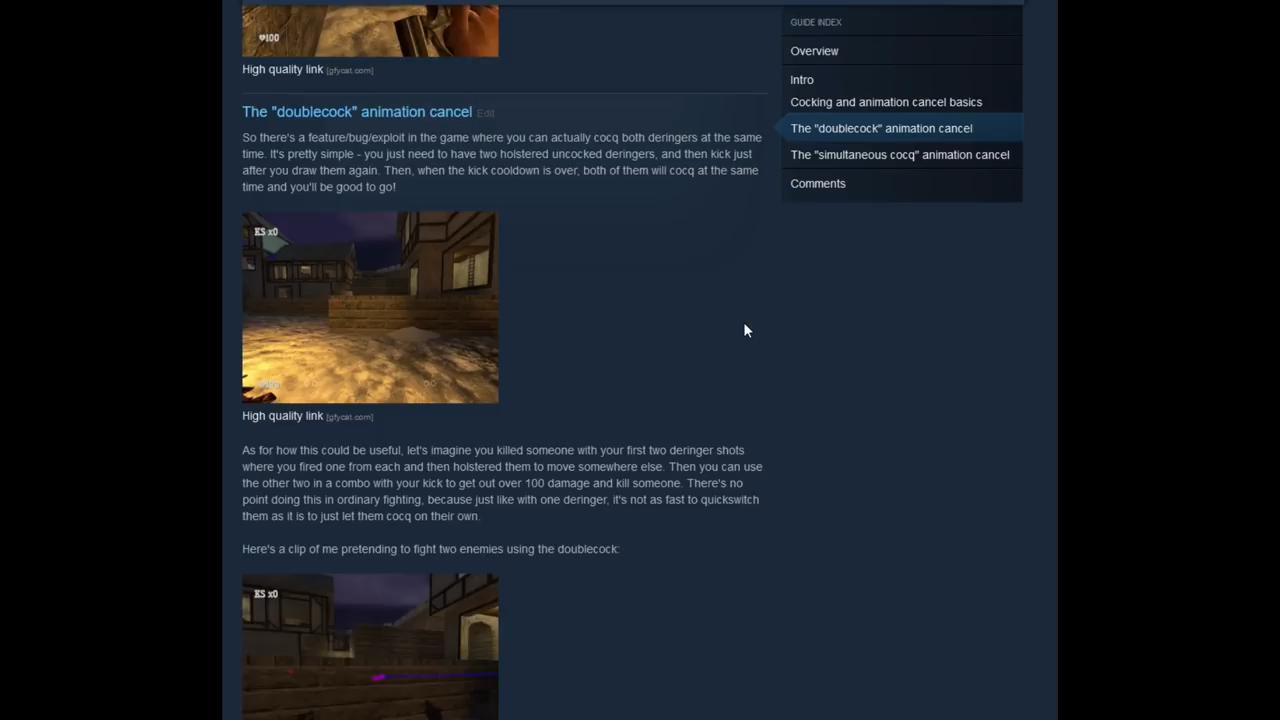 ♥100
High quality link [gfycat.com]
The "doublecock" animation cancel Edit
So there's a feature/bug/exploit in the game where you can actually cocq both deringers at the same
time. It's pretty simple - you just need to have two holstered uncocked deringers, and then kick just
after you draw them again. Then, when the kick cooldown is over, both of them will cocq at the same
time and you'll be good to go!
KS x0
High quality link [gfycat.com]
As for how this could be useful, let's imagine you killed someone with your first two deringer shots
where you fired one from each and then holstered them to move somewhere else. Then you can use
the other two in a combo with your kick to get out over 100 damage and kill someone. There's no
point doing this in ordinary fighting, because just like with one deringer, it's not as fast to quickswitch
them as it is to just let them cocq on their own.
Here's a clip of me pretending to fight two enemies using the doublecock:
KS x0
GUIDE INDEX
Overview
Intro
Cocking and animation cancel basics
The "doublecock" animation cancel
The "simultaneous cocq" animation cancel
Comments